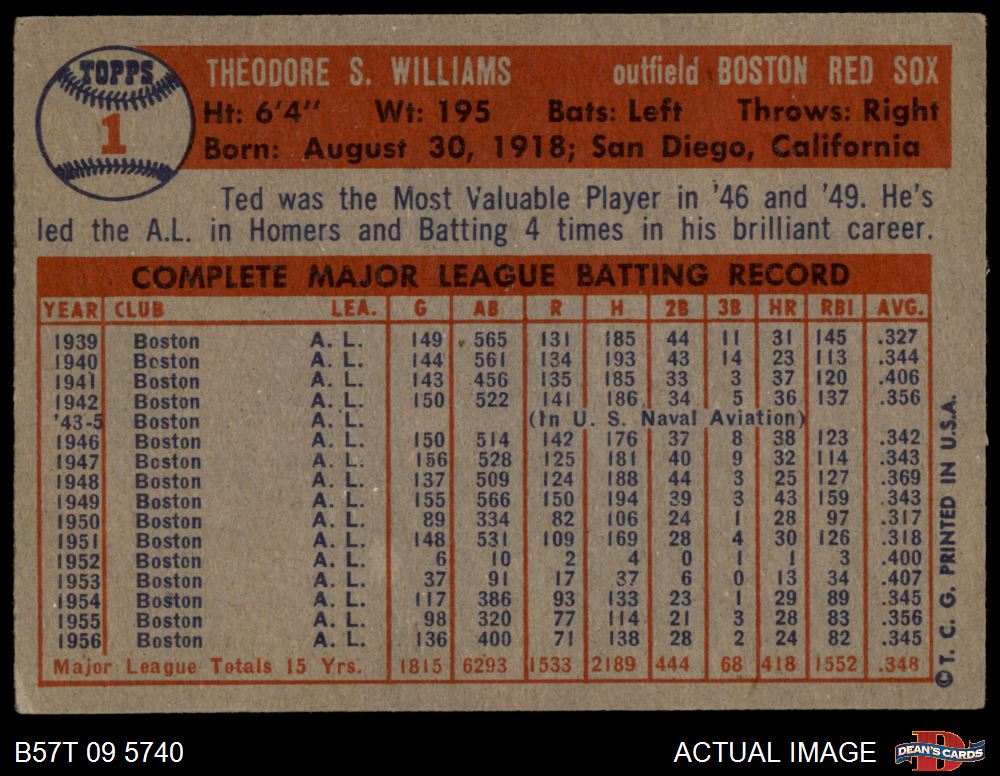 TOPPS
1
THEODORE S. WILLIAMS outfield BOSTON RED SOX
Ht: 6'4" Wt: 195 Bats: Left Throws: Right
Born: August 30, 1918; San Diego, California
Ted was the Most Valuable Player in '46 and '49. He's
led the A.L. in Homers and Batting 4 times in his brilliant career.
COMPLETE MAJOR LEAGUE BATTING RECORD
YEAR CLUB LEA. G AB R H 2B 3B HR RBI AVG.
1939 Boston A. L. 149 565 131 185 44 11 31 145 .327
1940 Boston A. L. 144 561 134 193 43 14 23 113 .344
1941 Boston A. L. 143 456 135 185 33 3 37 120 .406
1942 Boston A. L. 150 522 141 186 34 5 36 137 .356
'43-5 Boston A. L. (In U. S. Naval Aviation)
1946 Boston A. L. 150 514 142 176 37 8 38 123 .342
1947 Boston A. L. 156 528 125 181 40 9 32 114 .343
1948 Boston A. L. 137 509 124 188 44 3 25 127 .369
1949 Boston A. L. 155 566 150 194 39 3 43 159 .343
1950 Boston A. L. 89 334 82 106 24 1 28 97 .317
1951 Boston A. L. 148 531 109 169 28 4 30 126 .318
1952 Boston A. L. 6 10 2 4 0 1 1 3 .400
1953 Boston A. L. 37 91 17 37 6 0 13 34 .407
1954 Boston A. L. 117 386 93 133 23 1 29 89 .345
1955 Boston A. L. 98 320 77 114 21 3 28 83 .356
1956 Boston A. L. 136 400 71 138 28 2 24 82 .345
Major League Totals 15 Yrs. 1815 6293 1533 2189 444 68 418 1552 .348
© T. C. G. PRINTED IN U.S.A.
B57T 09 5740
ACTUAL IMAGE
D
DEAN'S CARDS